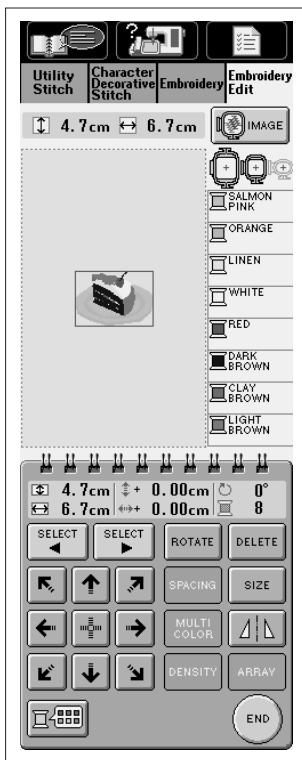 Utility Stitch
Character Decorative Stitch
Embroidery
Embroidery Edit
4.7cm 6.7cm
IMAGE
SALMON PINK
ORANGE
LINEN
WHITE
RED
DARK BROWN
CLAY BROWN
LIGHT BROWN
4.7cm + 0.00cm 0°
6.7cm + 0.00cm 8
SELECT
SELECT
ROTATE
DELETE
SPACING
SIZE
MULTI COLOR
DENSITY
ARRAY
END